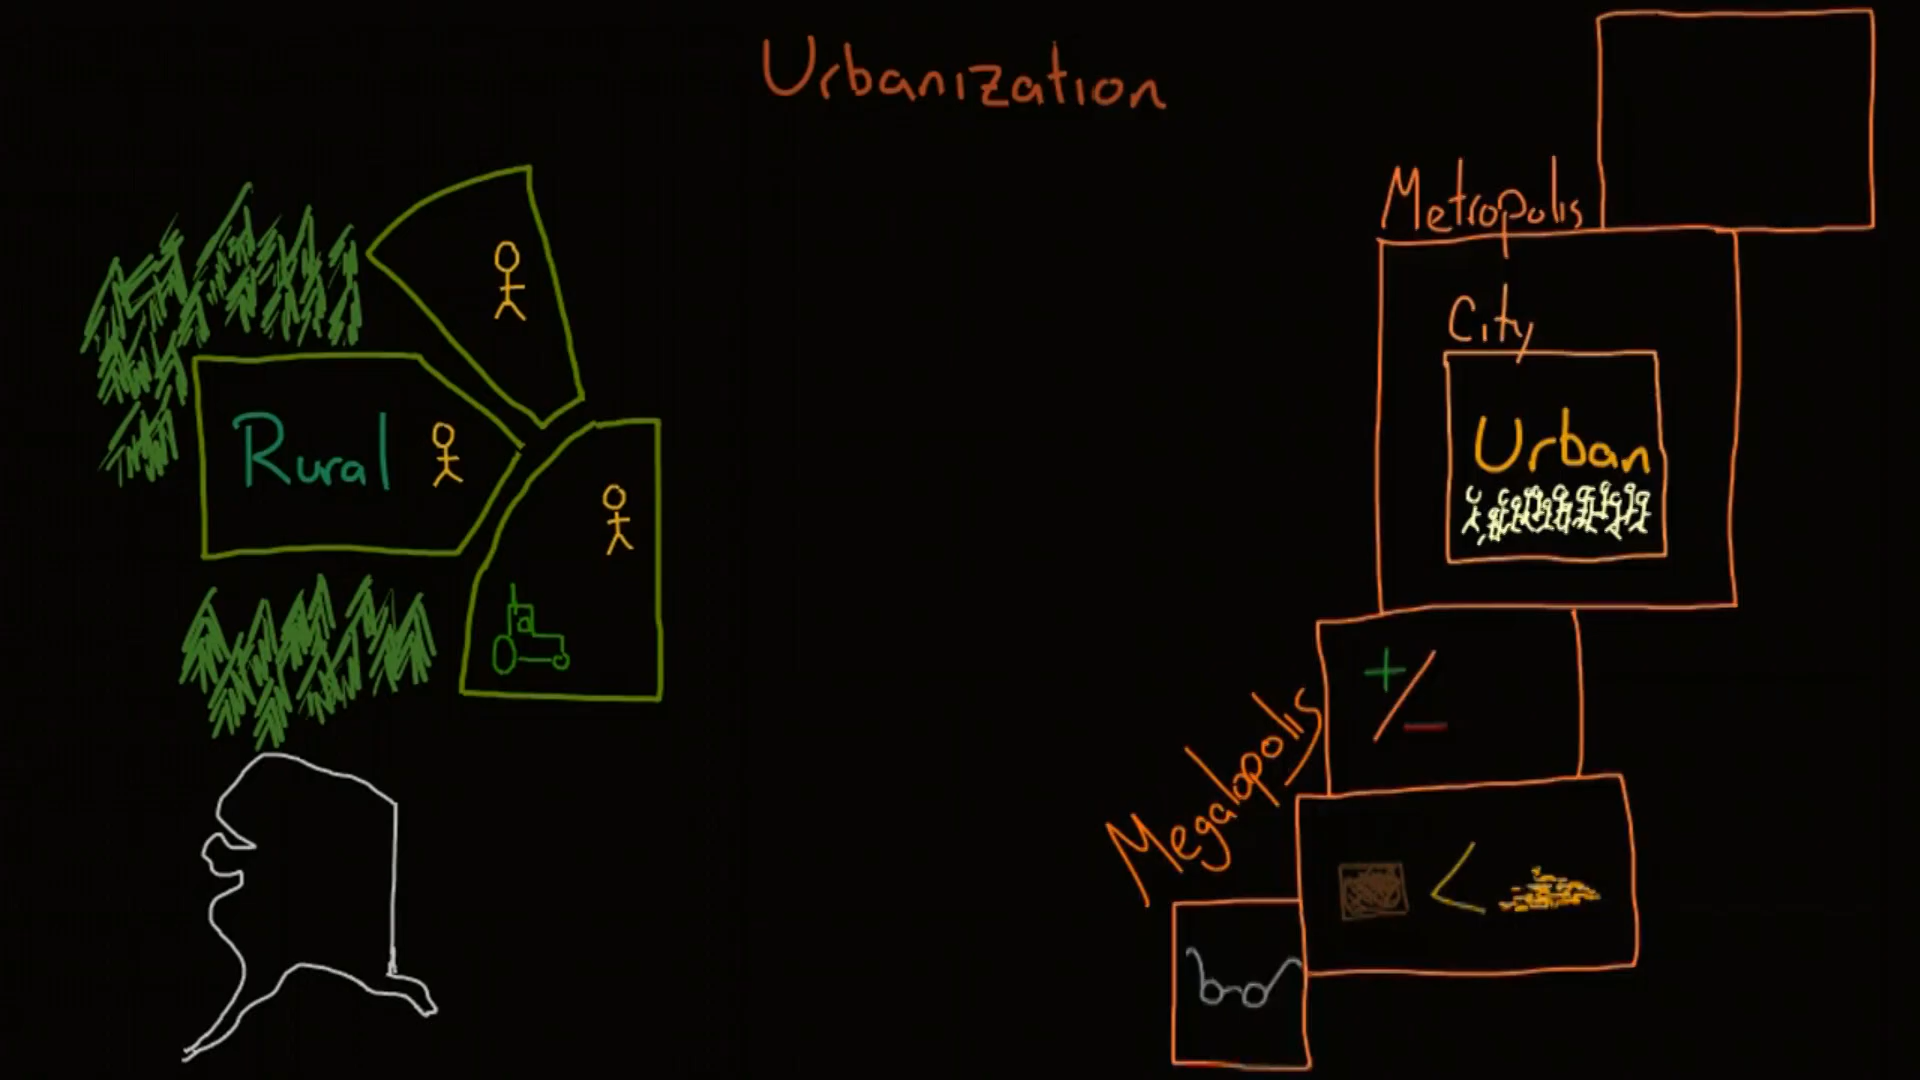 Urbanization
Metropolis
City
Urban
Rural
Megalopolis